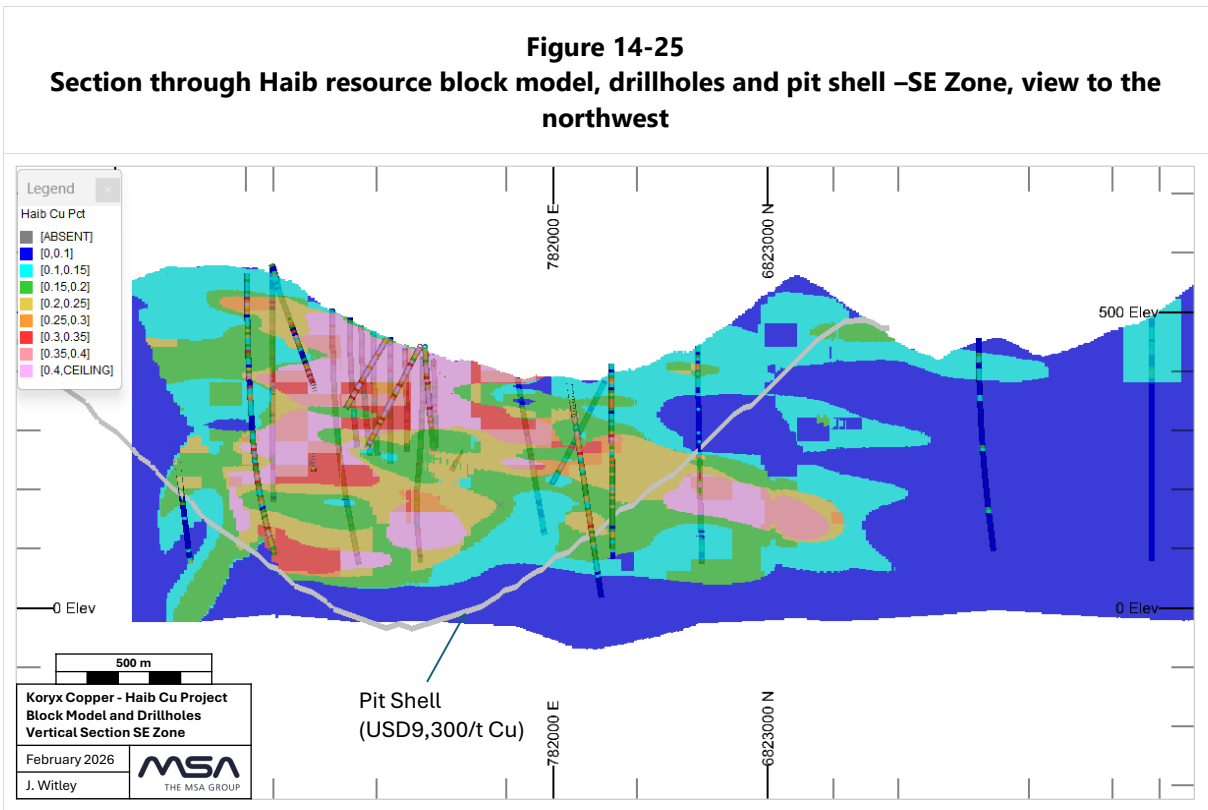 Figure 14-25
Section through Haib resource block model, drillholes and pit shell –SE Zone, view to the
northwest
Legend
×
Haib Cu Pct
[ABSENT]
[0,0.1]
[0.1,0.15]
[0.15,0.2]
[0.2,0.25]
[0.25,0.3]
[0.3,0.35]
[0.35,0.4]
[0.4,CEILING]
782000 E
6823000 N
500 Elev
0 Elev
0 Elev
500 m
Pit Shell
(USD9,300/t Cu)
782000 E
6823000 N
Koryx Copper - Haib Cu Project
Block Model and Drillholes
Vertical Section SE Zone
February 2026
J. Witley
MSA
THE MSA GROUP